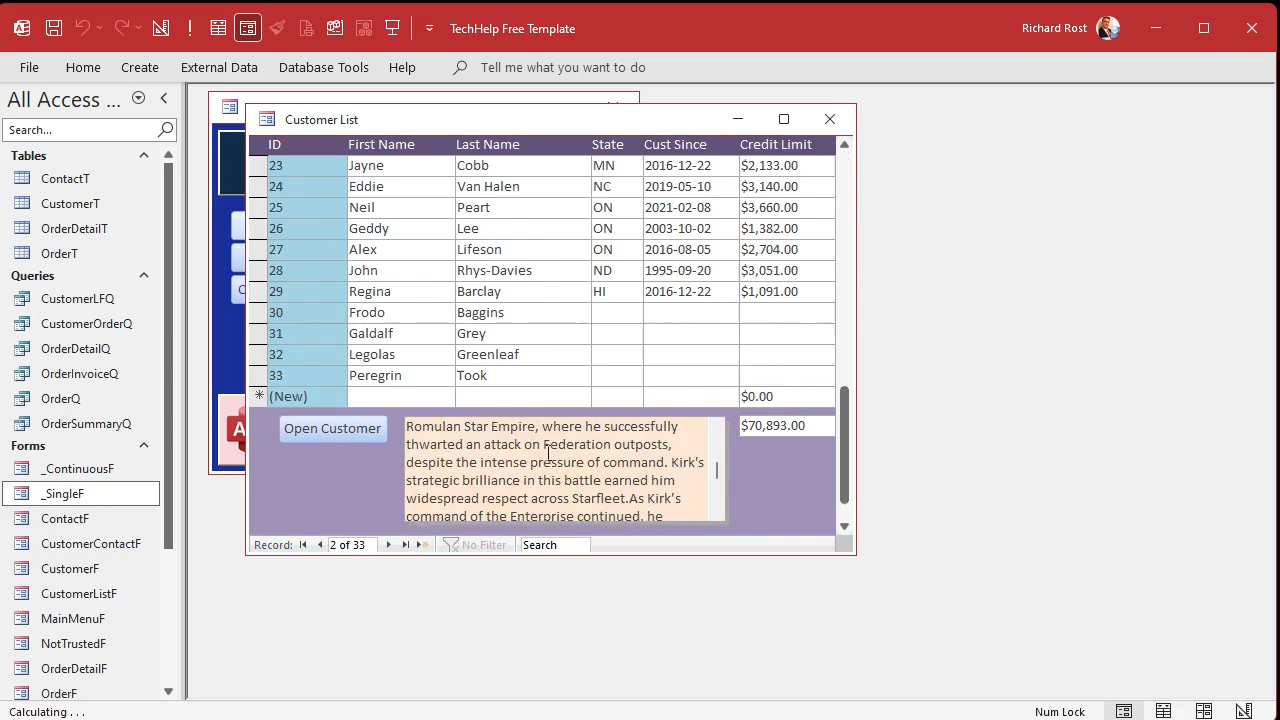 TechHelp Free Template
Richard Rost
File Home Create External Data Database Tools Help Tell me what you want to do
All Access ...
Search...
Tables
ContactT
CustomerT
OrderDetailT
OrderT
Queries
CustomerLFQ
CustomerOrderQ
OrderDetailQ
OrderInvoiceQ
OrderQ
OrderSummaryQ
Forms
_ContinuousF
_SingleF
ContactF
CustomerContactF
CustomerF
CustomerListF
MainMenuF
NotTrustedF
OrderDetailF
OrderF
Customer List
ID First Name Last Name State Cust Since Credit Limit
23 Jayne Cobb MN 2016-12-22 $2,133.00
24 Eddie Van Halen NC 2019-05-10 $3,140.00
25 Neil Peart ON 2021-02-08 $3,660.00
26 Geddy Lee ON 2003-10-02 $1,382.00
27 Alex Lifeson ON 2016-08-05 $2,704.00
28 John Rhys-Davies ND 1995-09-20 $3,051.00
29 Regina Barclay HI 2016-12-22 $1,091.00
30 Frodo Baggins
31 Galdalf Grey
32 Legolas Greenleaf
33 Peregrin Took
* (New) $0.00
Open Customer
Romulan Star Empire, where he successfully
thwarted an attack on Federation outposts,
despite the intense pressure of command. Kirk's
strategic brilliance in this battle earned him
widespread respect across Starfleet.As Kirk's
command of the Enterprise continued, he
$70,893.00
Record: 2 of 33 No Filter Search
Calculating . . .
Num Lock